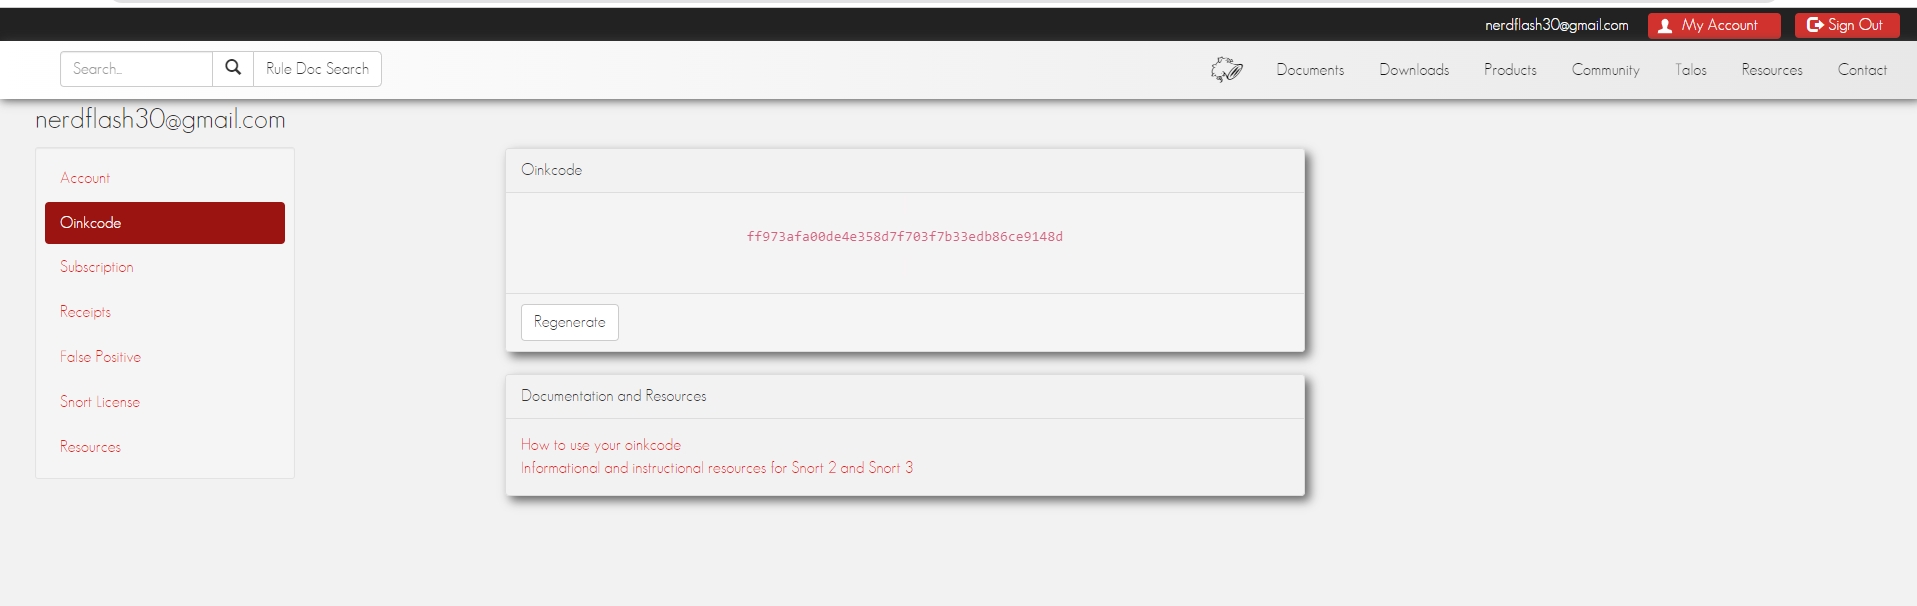 nerdflash30@gmail.com My Account Sign Out
Search... Rule Doc Search Documents Downloads Products Community Talos Resources Contact
nerdflash30@gmail.com
Account
Oinkcode
Subscription
Receipts
False Positive
Snort License
Resources
Oinkcode
ff973afa00de4e358d7f703f7b33edb86ce9148d
Regenerate
Documentation and Resources
How to use your oinkcode
Informational and instructional resources for Snort 2 and Snort 3